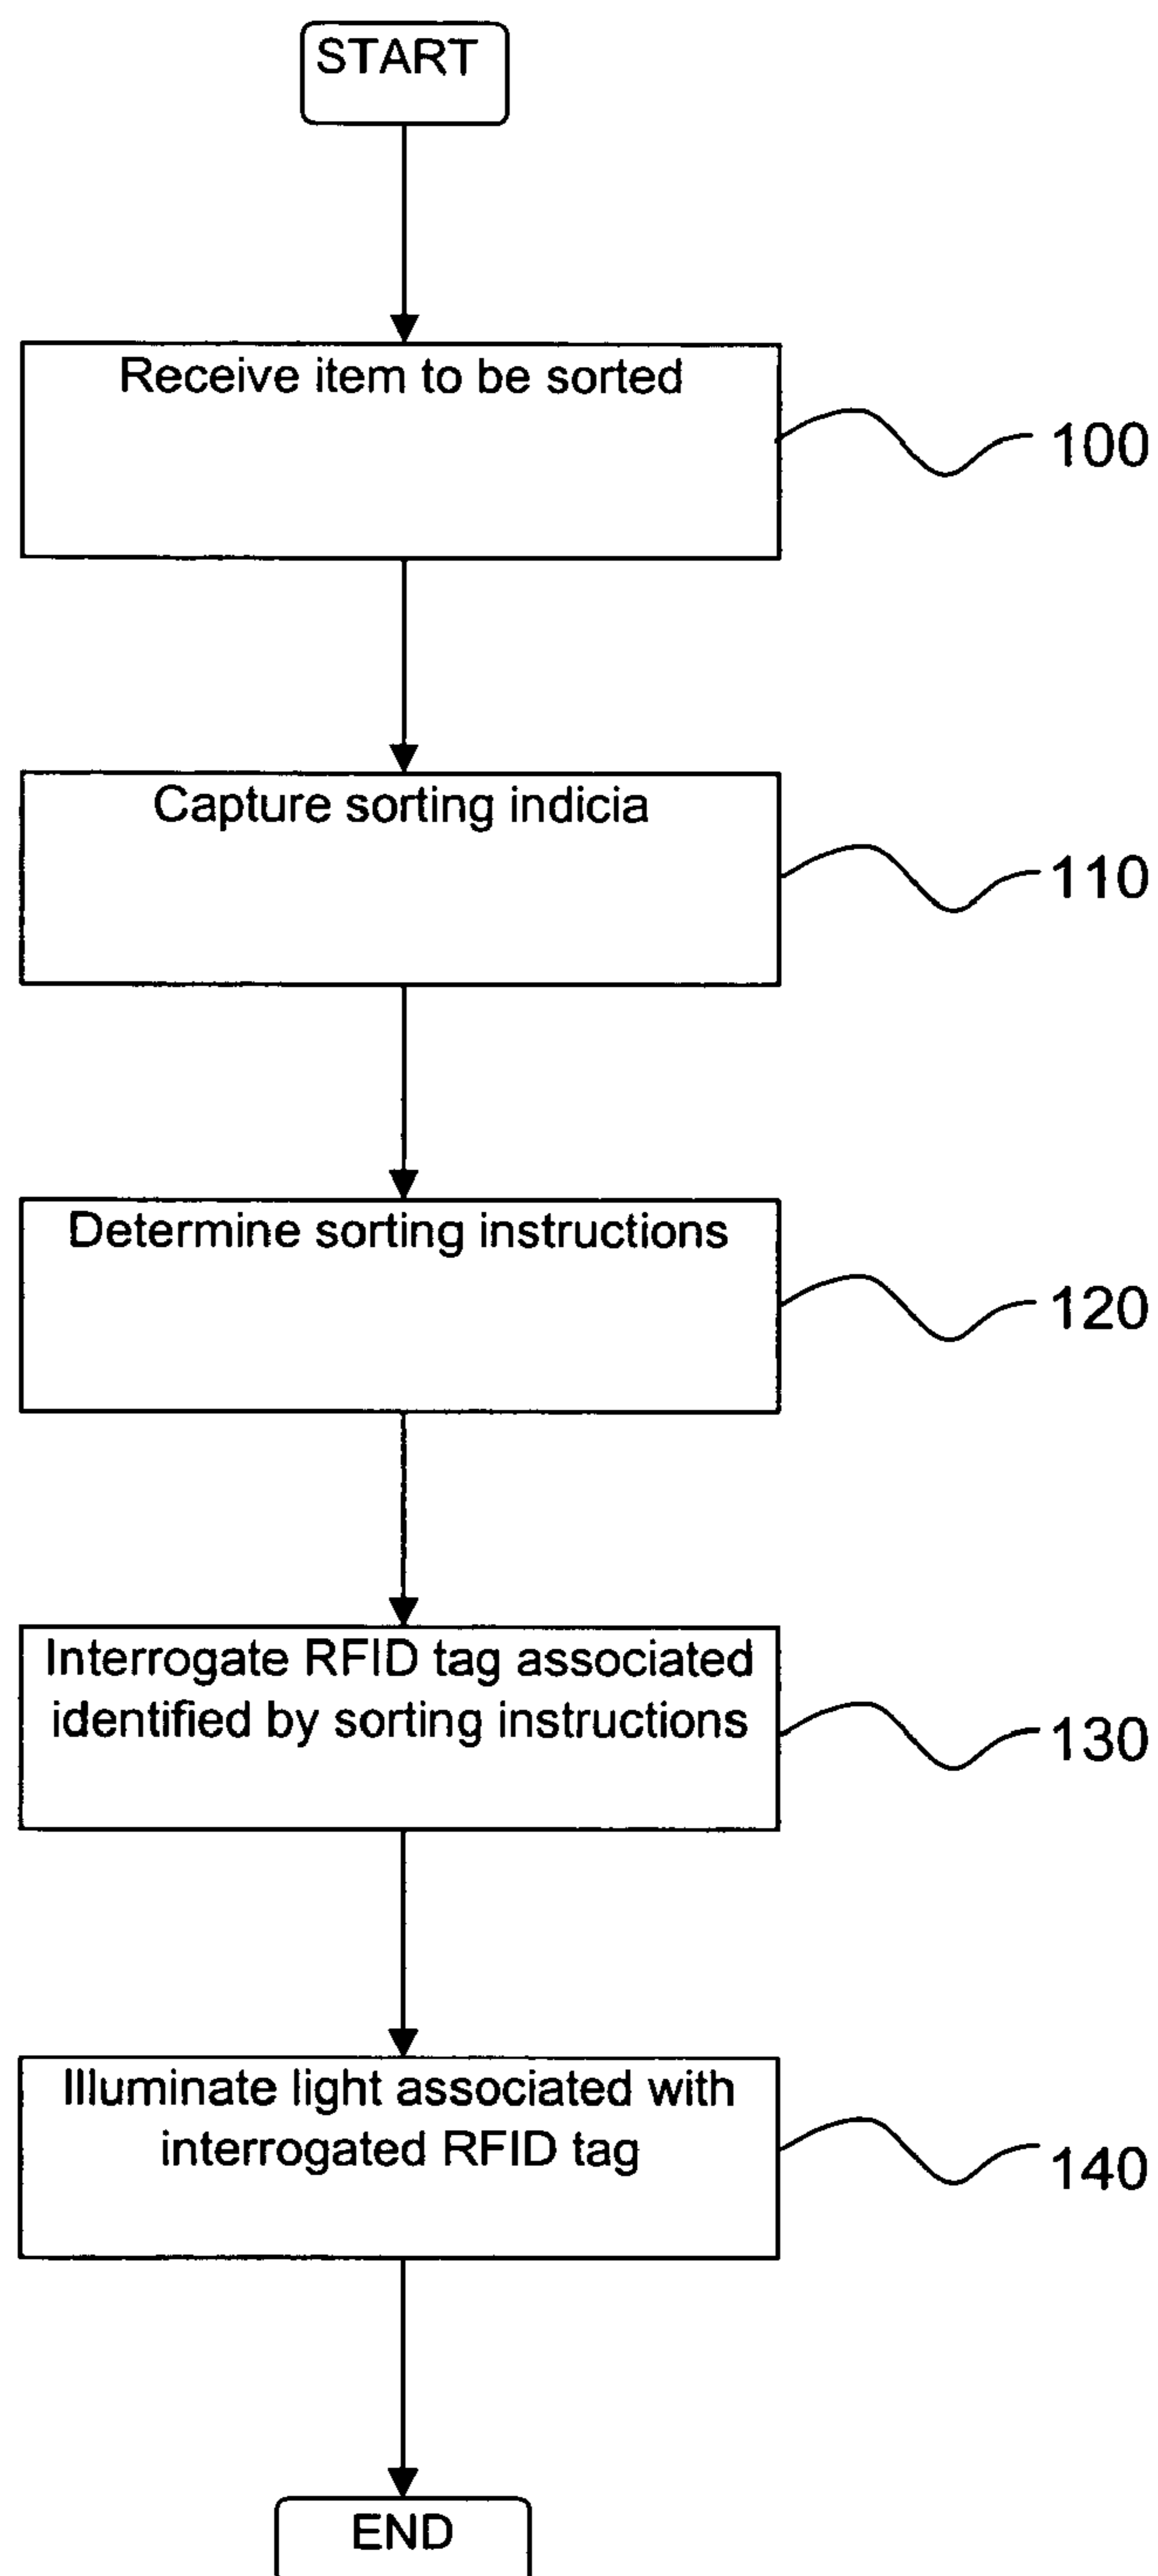 START
Receive item to be sorted
100
Capture sorting indicia
110
Determine sorting instructions
120
Interrogate RFID tag associated
identified by sorting instructions
130
Illuminate light associated with
interrogated RFID tag
140
END